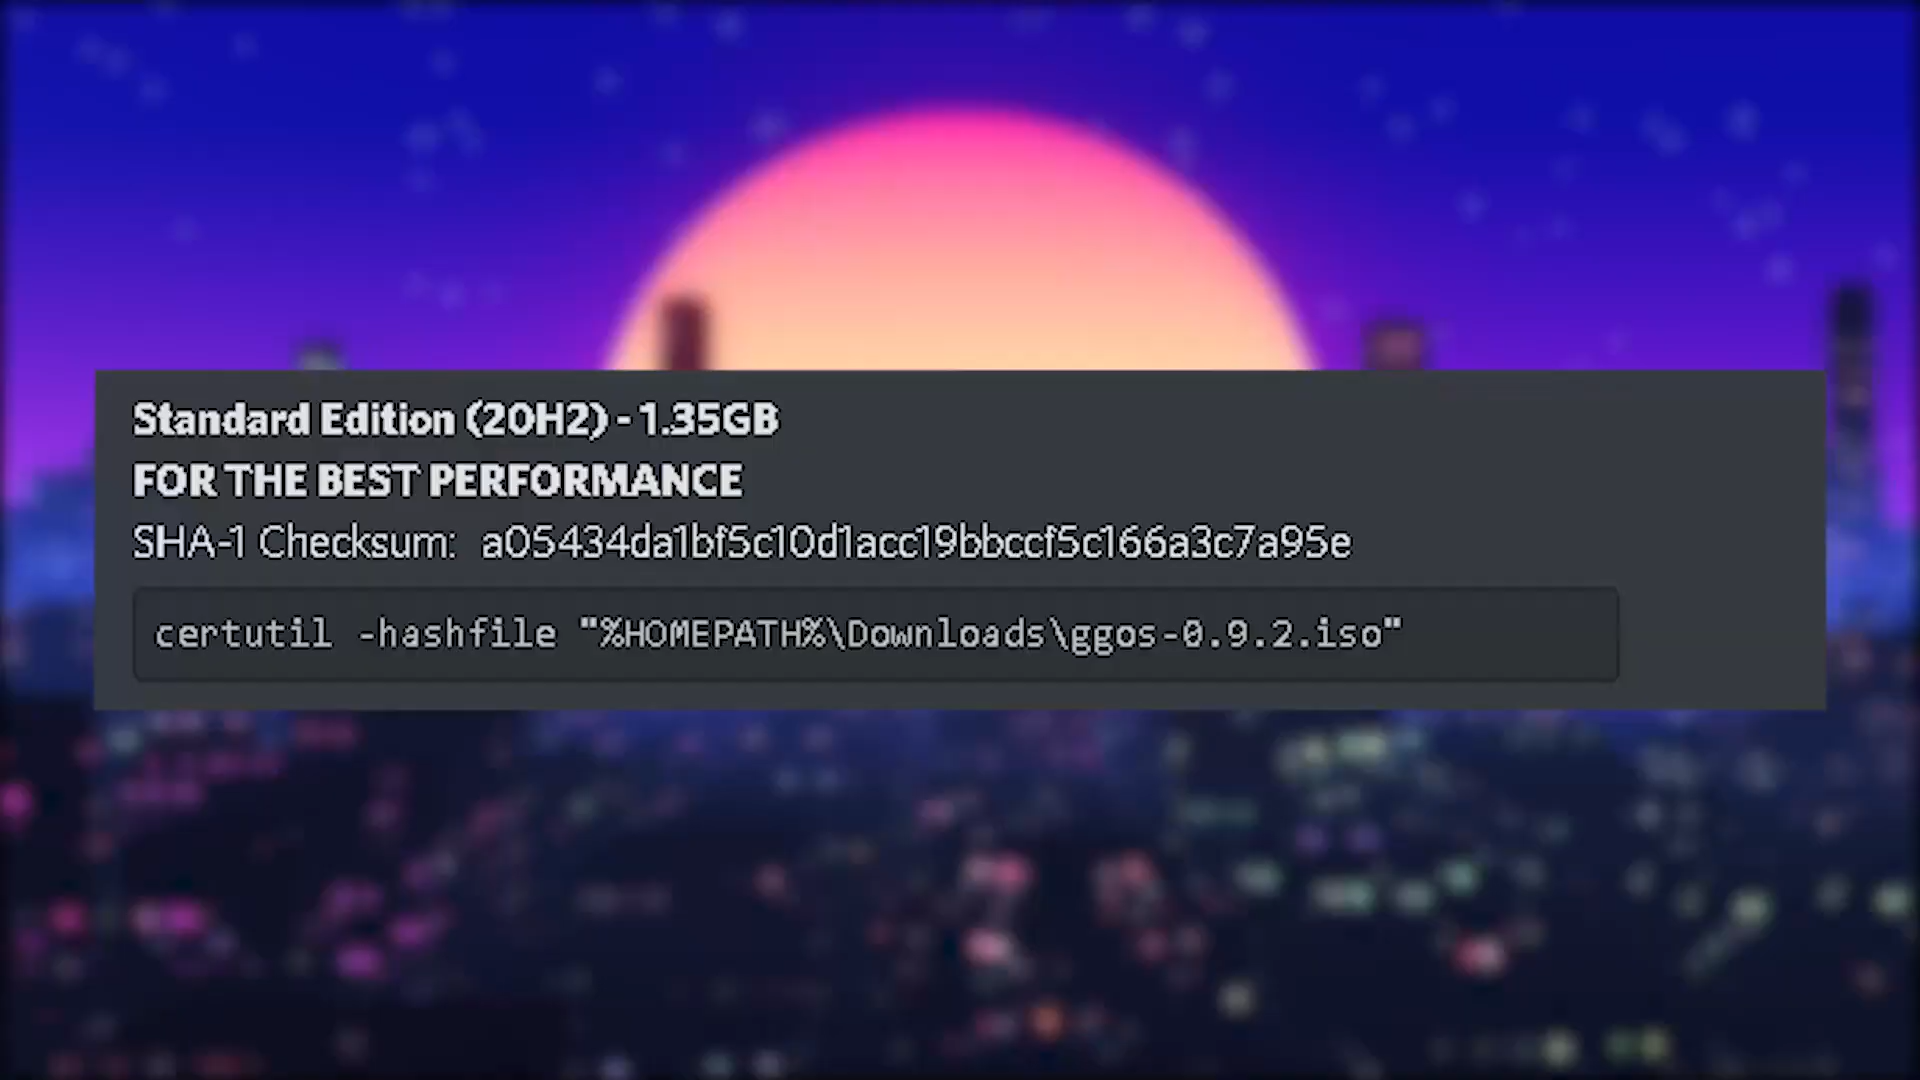 Standard Edition (20H2) - 1.35GB
FOR THE BEST PERFORMANCE
SHA-1 Checksum: a05434da1bf5c10d1acc19bbccf5c166a3c7a95e
certutil -hashfile "%HOMEPATH%\Downloads\ggos-0.9.2.iso"